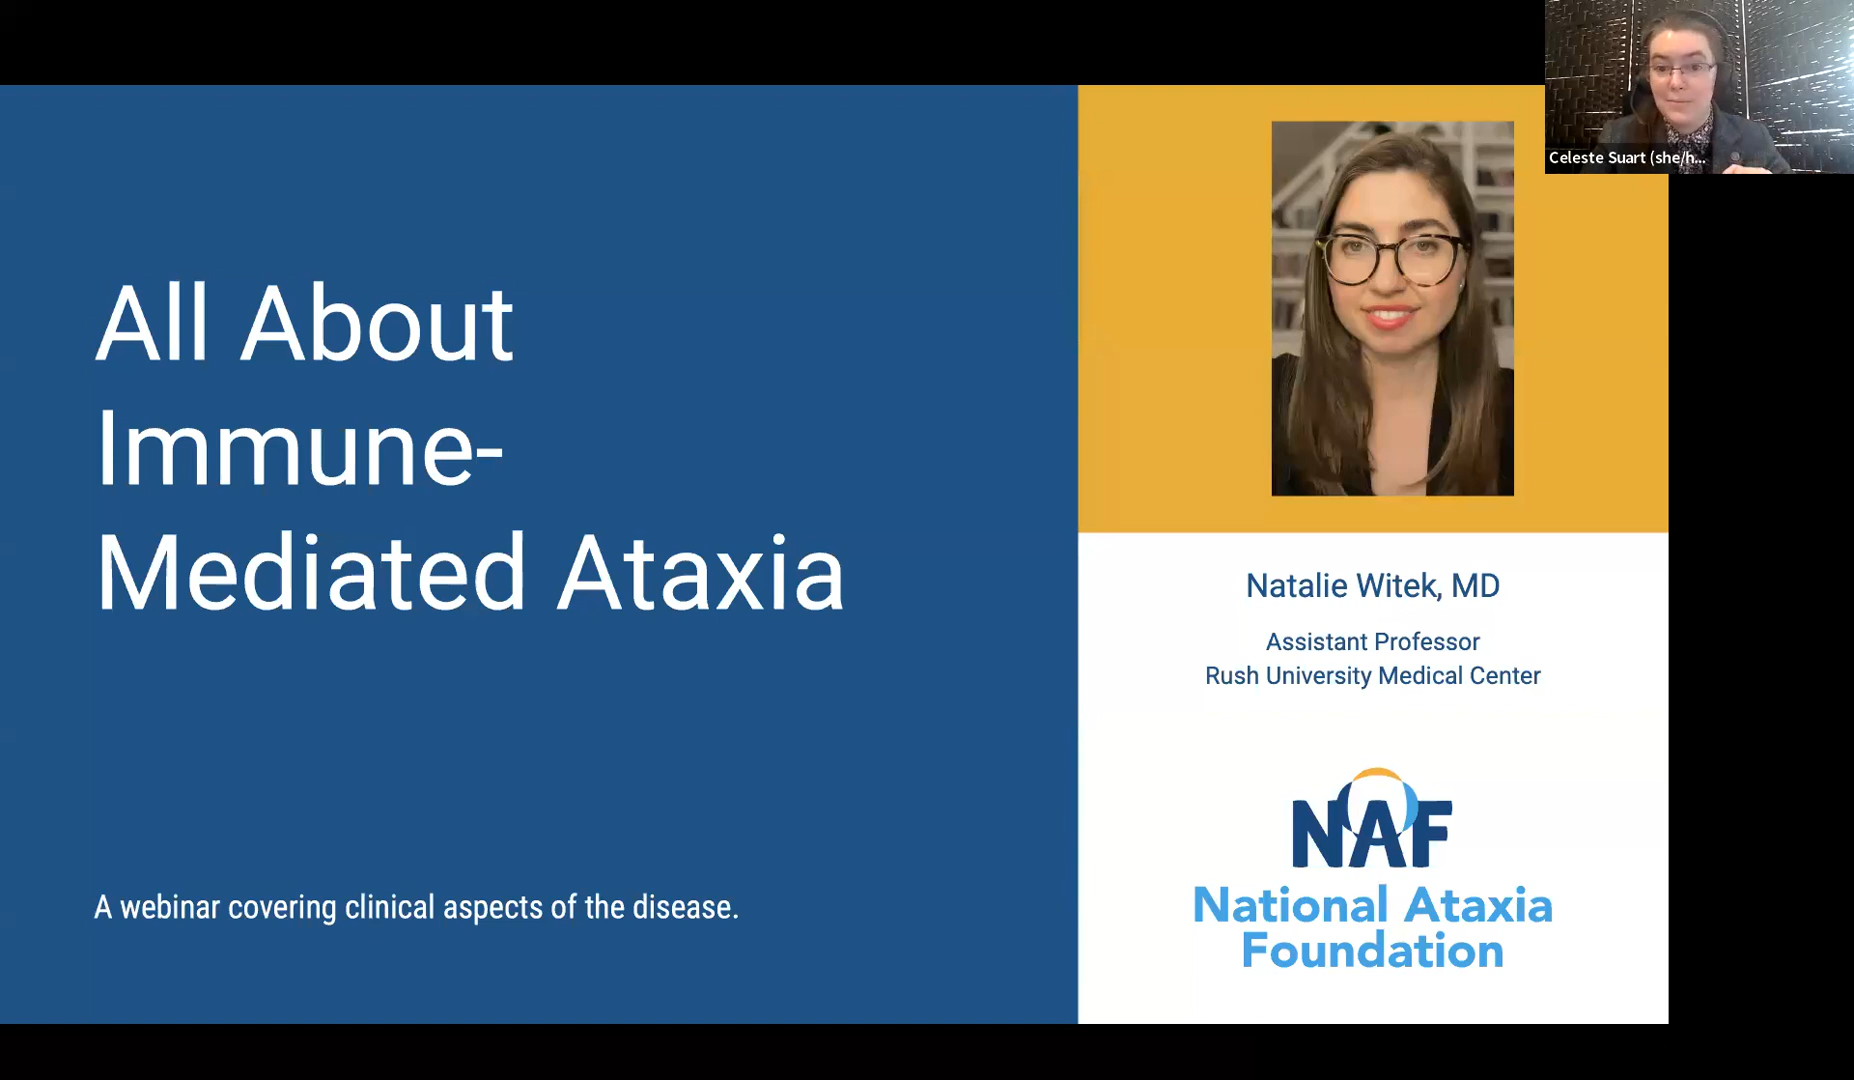 Celeste Suart (she/h...
All About
Immune-
Mediated Ataxia
A webinar covering clinical aspects of the disease.
Natalie Witek, MD
Assistant Professor
Rush University Medical Center
NAF
National Ataxia
Foundation